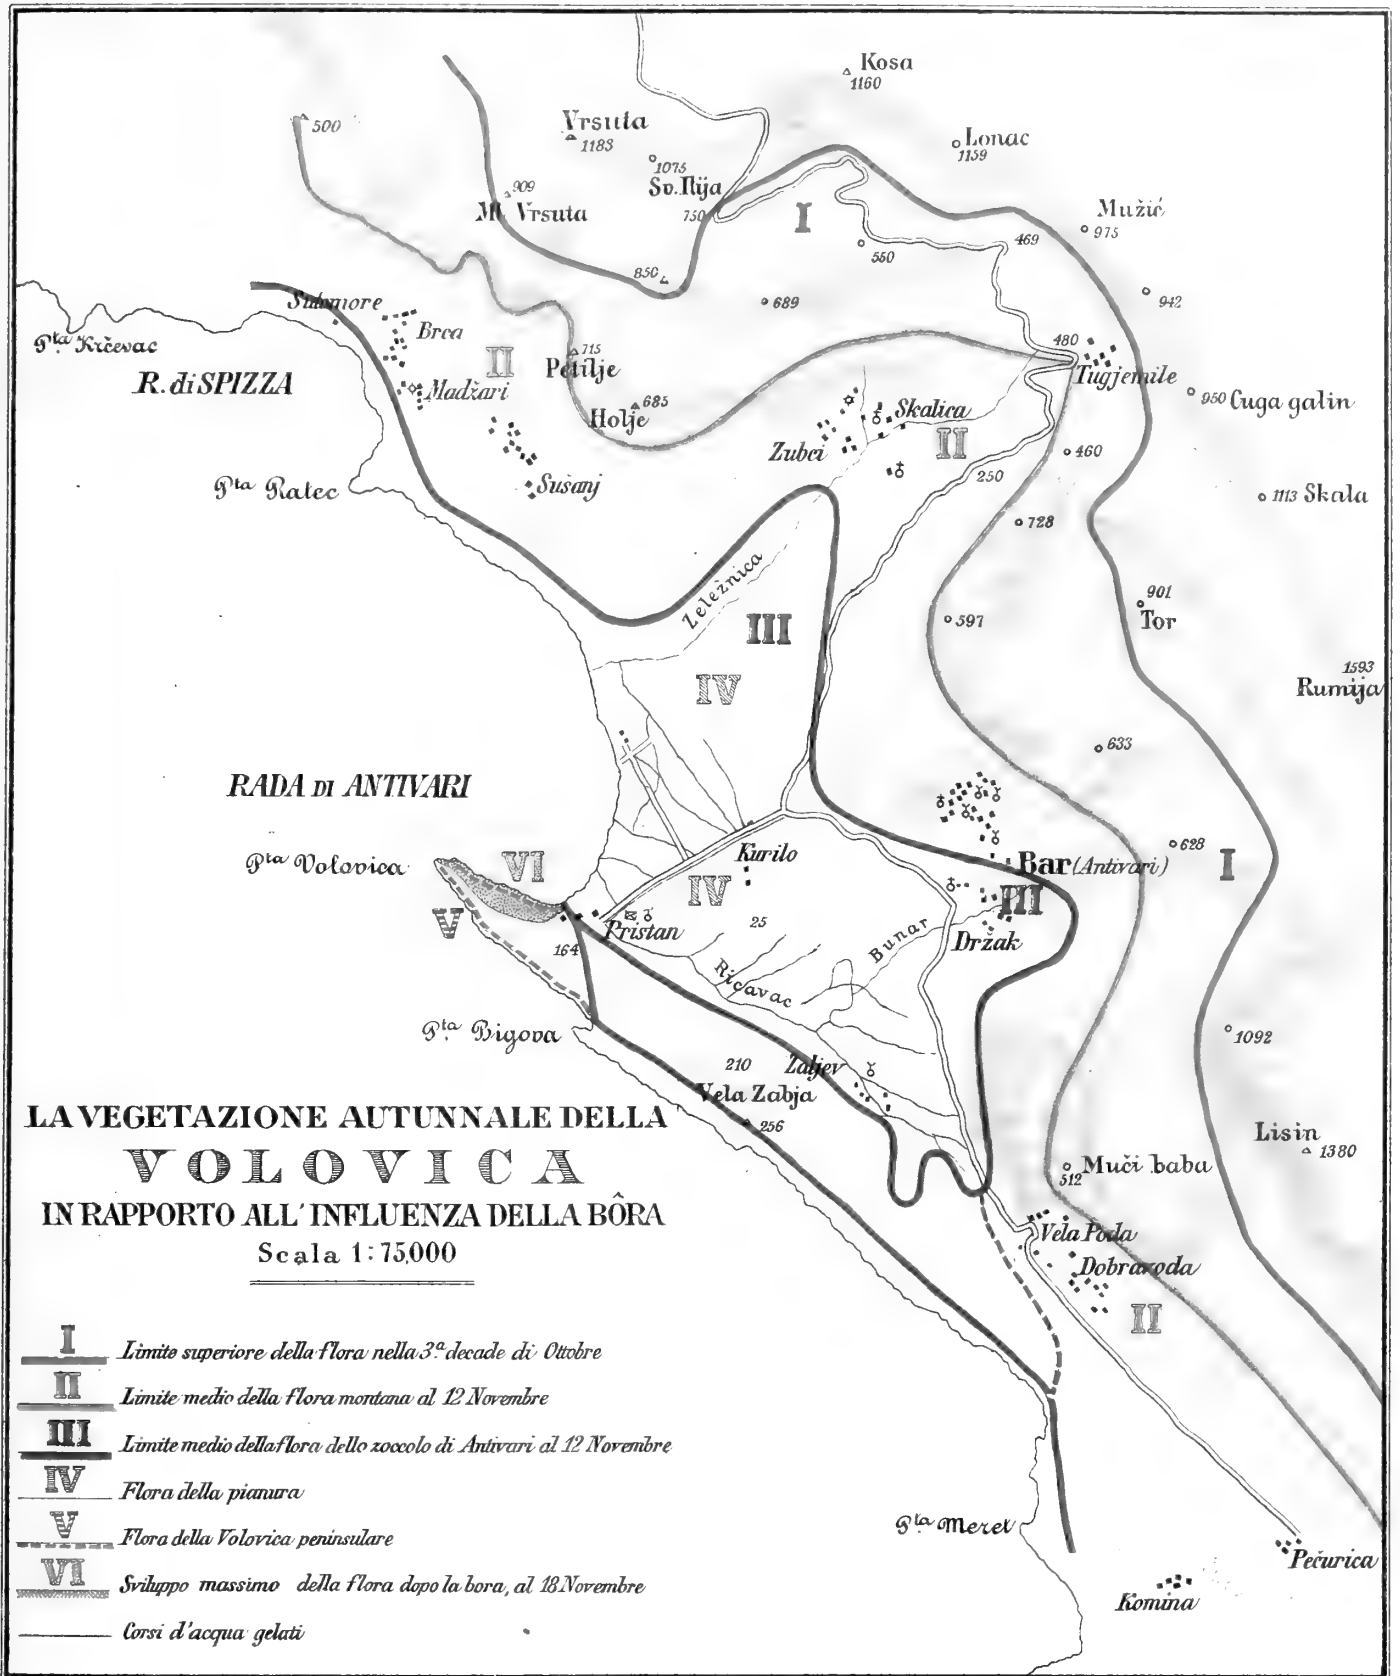 Kosa
1160
500
Vrsuta
1183
Lonac
1159
1075
Sv. Ilija
909
Mt Vrsuta
750
I
Mužić
975
469
550
850
689
942
Sutomore
Brca
Pta. Krčevac
R. di SPIZZA
II
715
Petilje
Madžari
685
Holje
480
Tugjemile
950 Cuga galin
Skalica
Zubci
II
460
250
Sušanj
Pta Ratec
1113 Skala
728
Zeležnica
901
Tor
597
III
1593
Rumija
IV
633
RADA DI ANTIVARI
Pta Volovica
VI
Kurilo
628
Bar (Antivari)
I
IV
III
V
Pristan
25
Bunar
Držak
164
Ricavac
Pta. Bigova
1092
210
Zaljev
Vela Zabja
256
LA VEGETAZIONE AUTUNNALE DELLA
VOLOVICA
IN RAPPORTO ALL'INFLUENZA DELLA BÔRA
Scala 1:75,000
Lisin
1380
Muči baba
512
Vela Poda
Dobravoda
II
I Limite superiore della flora nella 3ª decade di Ottobre
II Limite medio della flora montana al 12 Novembre
III Limite medio della flora dello zoccolo di Antivari al 12 Novembre
IV Flora della pianura
V Flora della Volovica peninsulare
VI Sviluppo massimo della flora dopo la bora, al 18 Novembre
Corsi d'acqua gelati
Pta Meret
Pečurica
Komina